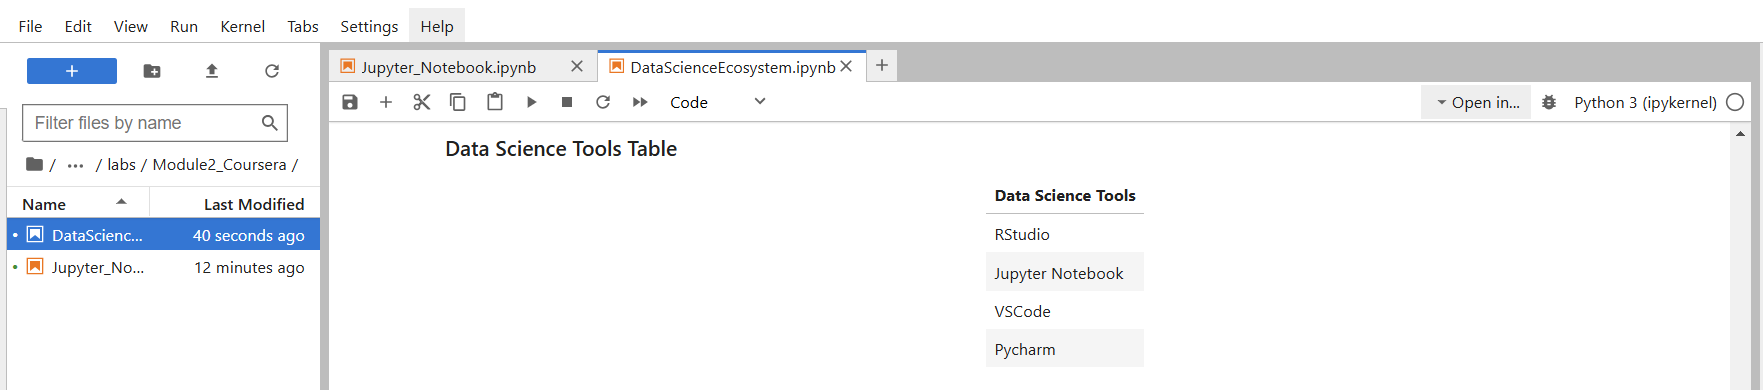 File Edit View Run Kernel Tabs Settings Help
+
Filter files by name
/ ... / labs / Module2_Coursera /
Name Last Modified
DataScienc... 40 seconds ago
Jupyter_No... 12 minutes ago
Jupyter_Notebook.ipynb
DataScienceEcosystem.ipynb
Code
Open in...
Python 3 (ipykernel)
Data Science Tools Table
Data Science Tools
RStudio
Jupyter Notebook
VSCode
Pycharm